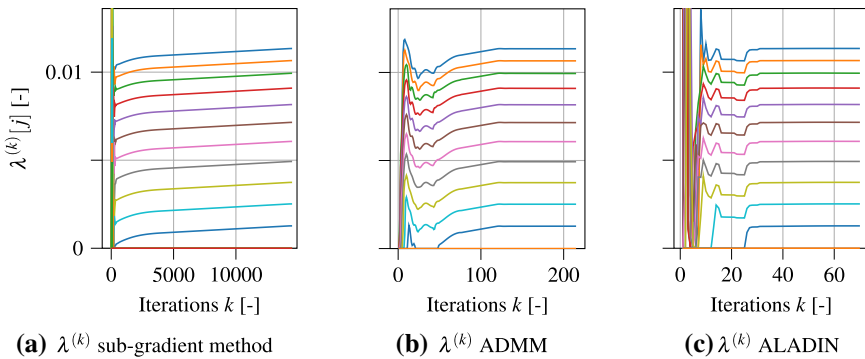 0.01
0
λ^(k)[j] [-]
0 5000 10000
0 100 200
0 20 40 60
Iterations k [-]
Iterations k [-]
Iterations k [-]
(a) λ^(k) sub-gradient method
(b) λ^(k) ADMM
(c) λ^(k) ALADIN